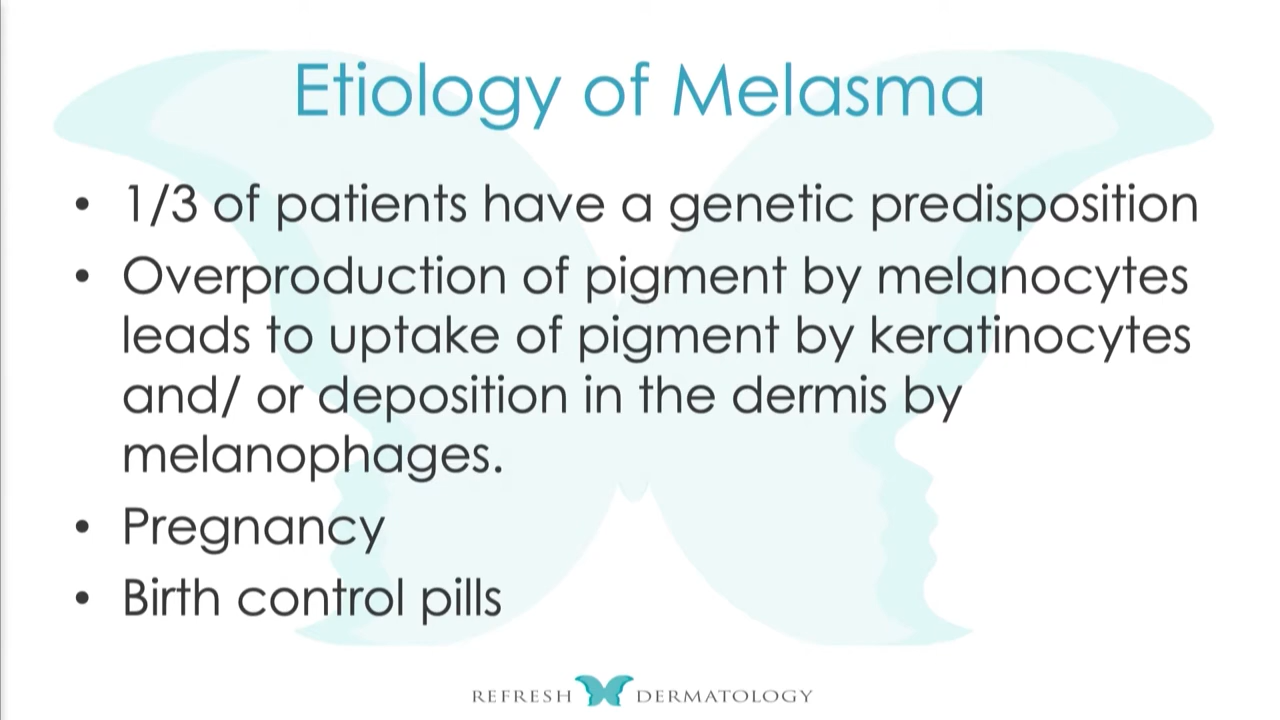 Etiology of Melasma
• 1/3 of patients have a genetic predisposition
• Overproduction of pigment by melanocytes
leads to uptake of pigment by keratinocytes
and/ or deposition in the dermis by
melanophages.
• Pregnancy
• Birth control pills
REFRESH DERMATOLOGY